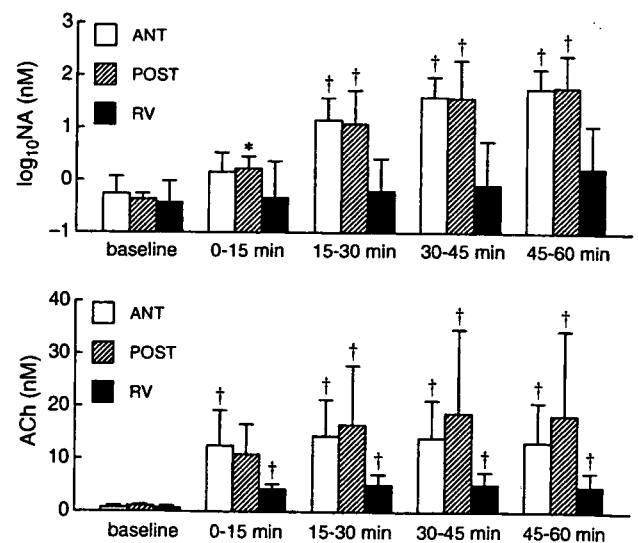 3
ANT
2
POST
1
RV
0
−1
log₁₀NA (nM)
† † † † † †
† †
*
baseline 0-15 min 15-30 min 30-45 min 45-60 min
40
ANT
30
POST
20
RV
10
0
ACh (nM)
† † † † † † † † † † †
baseline 0-15 min 15-30 min 30-45 min 45-60 min